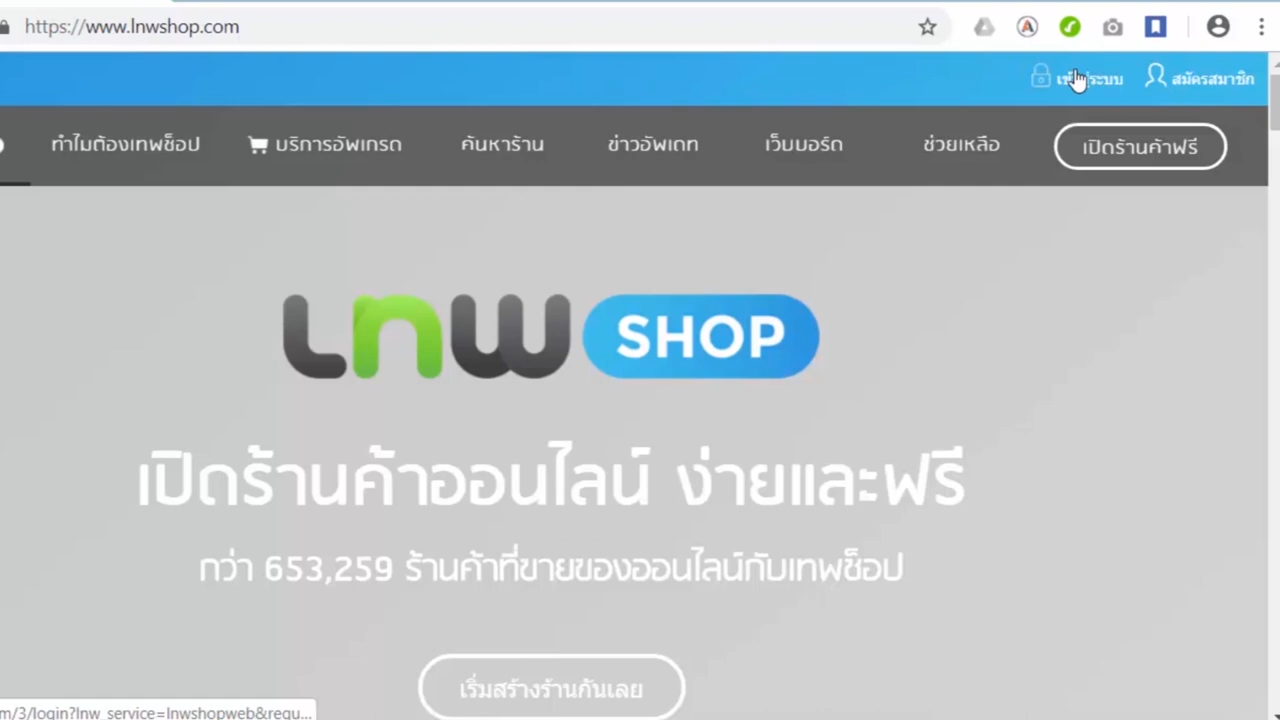 https://www.lnwshop.com
สมัครสมาชิก
ทำไมต้องเทพช็อป บริการอัพเกรด ค้นหาร้าน ข่าวอัพเดท เว็บบอร์ด ช่วยเหลือ เปิดร้านค้าฟรี
Lnw SHOP
เปิดร้านค้าออนไลน์ ง่ายและฟรี
กว่า 653,259 ร้านค้าที่ขายของออนไลน์กับเทพช็อป
เริ่มสร้างร้านกันเลย
m/3/login?lnw_service=lnwshopweb&requ...